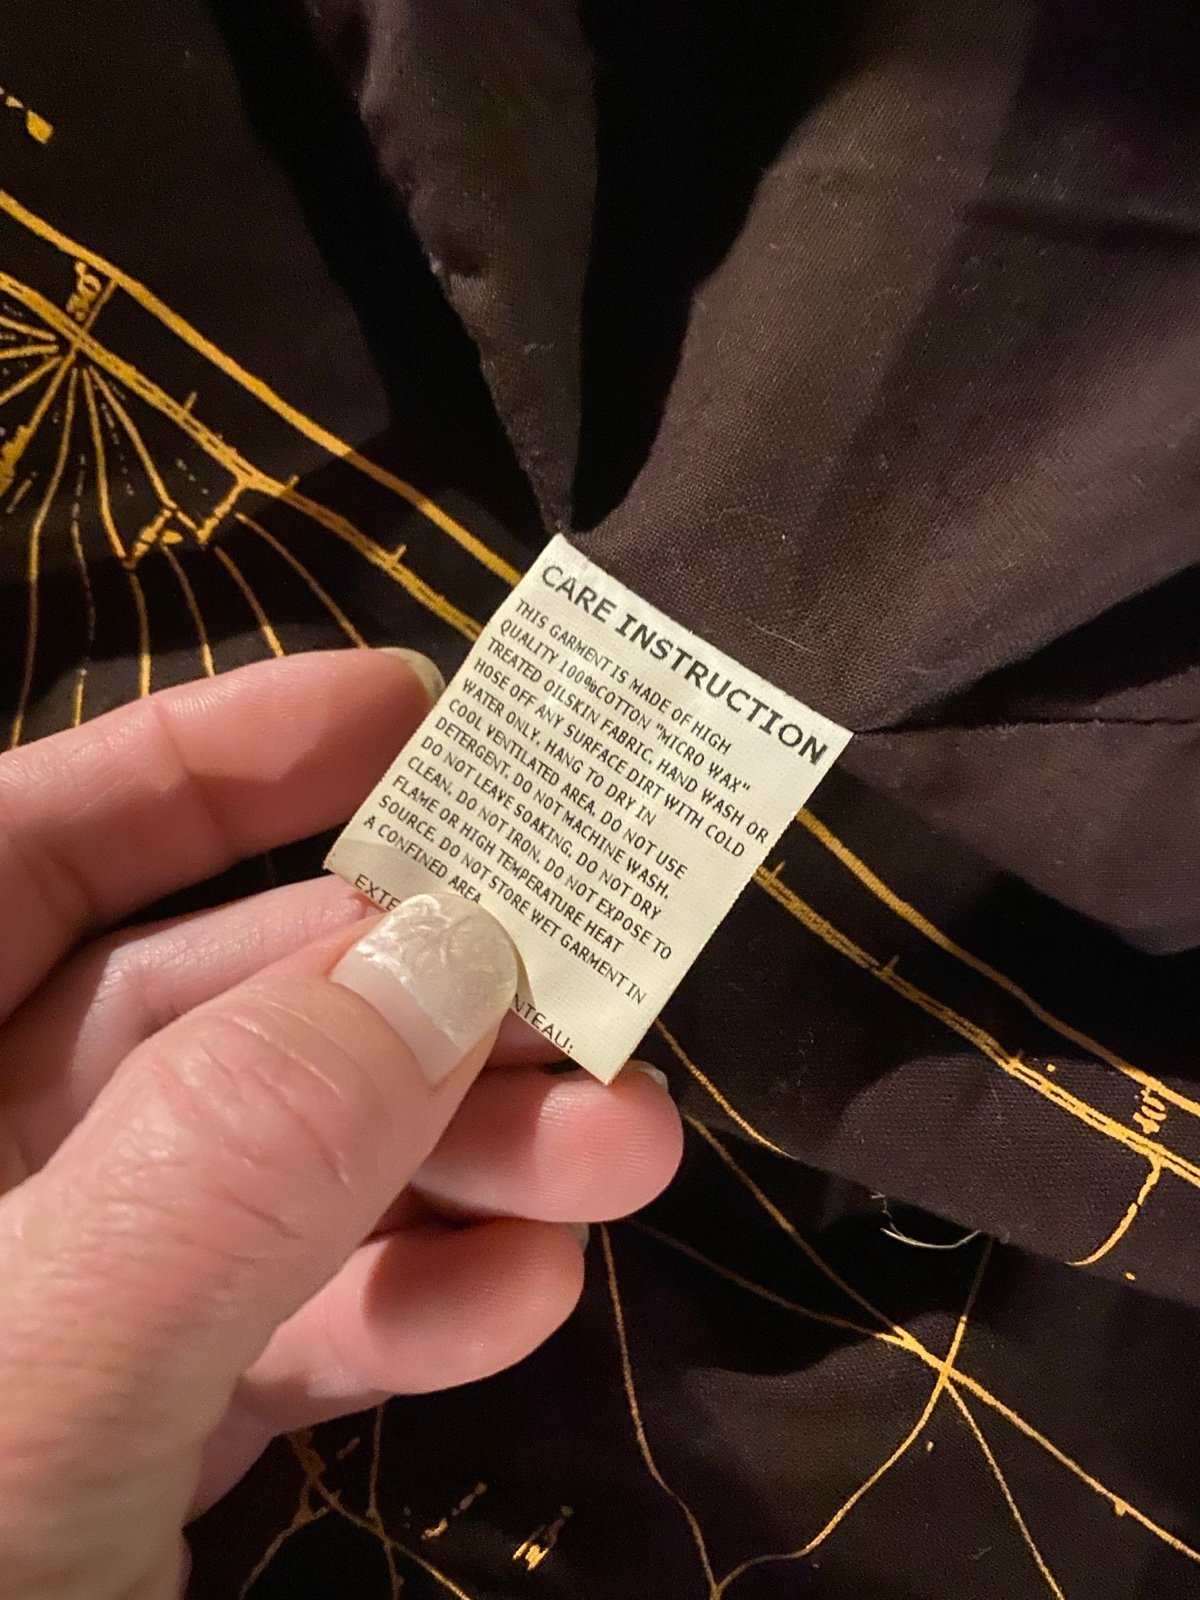 CARE INSTRUCTION
THIS GARMENT IS MADE OF HIGH
QUALITY 100%COTTON "MICRO WAX"
TREATED OILSKIN FABRIC, HAND WASH OR
HOSE OFF ANY SURFACE DIRT WITH COLD
WATER ONLY, HANG TO DRY IN
COOL, VENTILATED AREA. DO NOT USE
DETERGENT, DO NOT MACHINE WASH.
DO NOT LEAVE SOAKING. DO NOT DRY
CLEAN. DO NOT IRON. DO NOT EXPOSE TO
FLAME OR HIGH TEMPERATURE HEAT
SOURCE. DO NOT STORE WET GARMENT IN
A CONFINED AREA